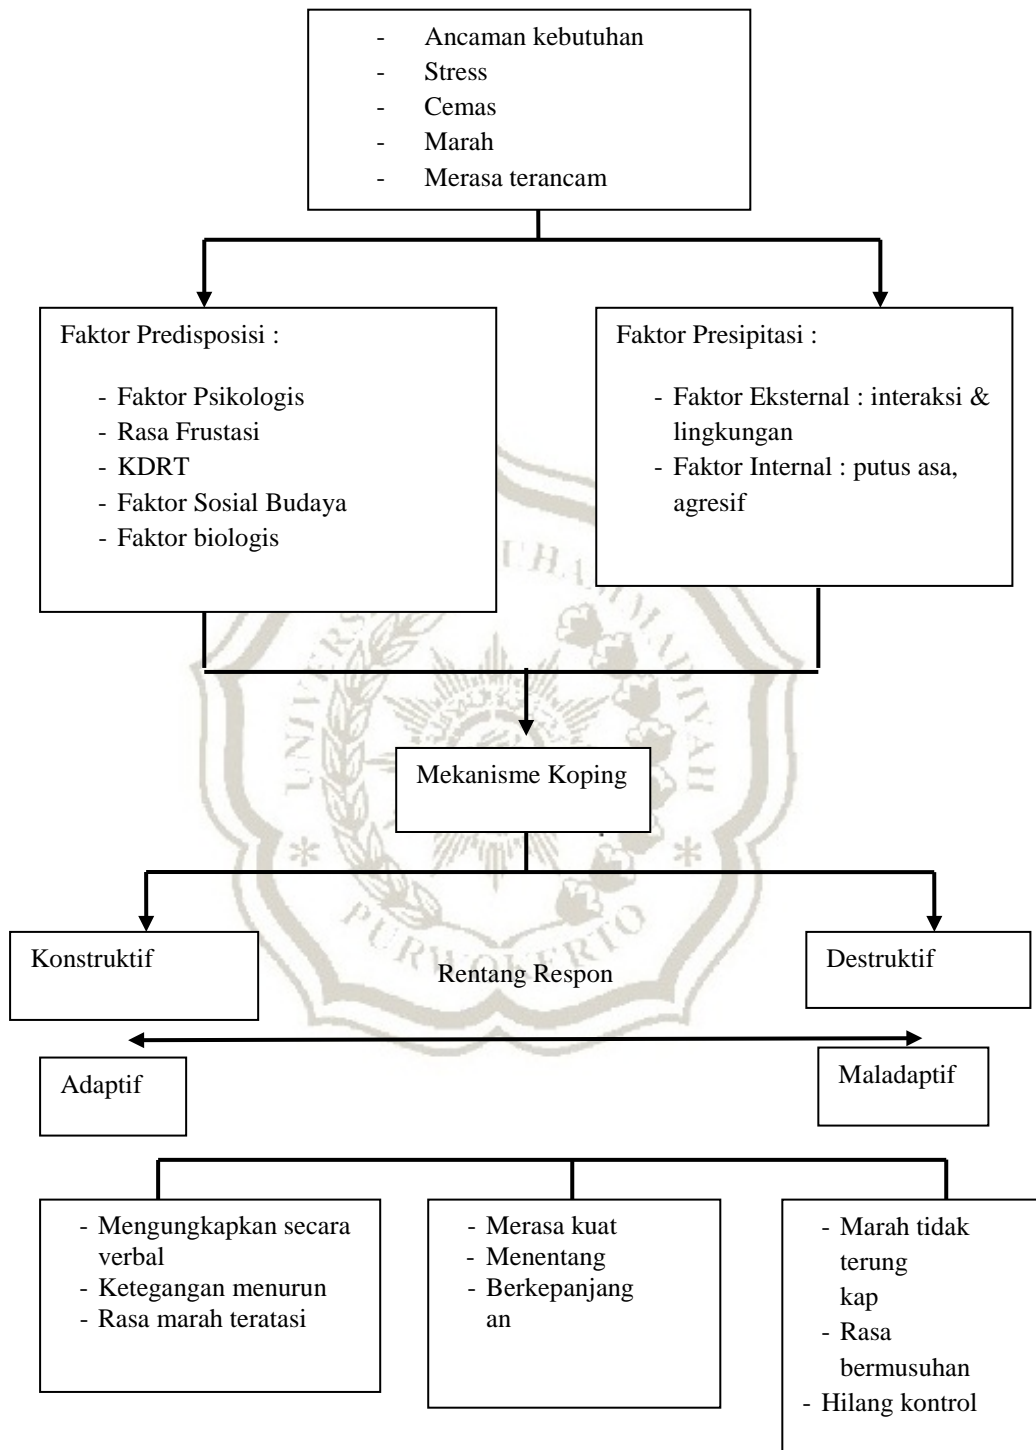 - Ancaman kebutuhan
- Stress
- Cemas
- Marah
- Merasa terancam
Faktor Predisposisi :
- Faktor Psikologis
- Rasa Frustasi
- KDRT
- Faktor Sosial Budaya
- Faktor biologis
Faktor Presipitasi :
- Faktor Eksternal : interaksi &
lingkungan
- Faktor Internal : putus asa,
agresif
Mekanisme Koping
Konstruktif
Rentang Respon
Destruktif
Adaptif
Maladaptif
- Mengungkapkan secara
verbal
- Ketegangan menurun
- Rasa marah teratasi
- Merasa kuat
- Menentang
- Berkepanjang
an
- Marah tidak
terung
kap
- Rasa
bermusuhan
- Hilang kontrol
UNIVERSITAS MUHAMMADIYAH
PURWOKERTO